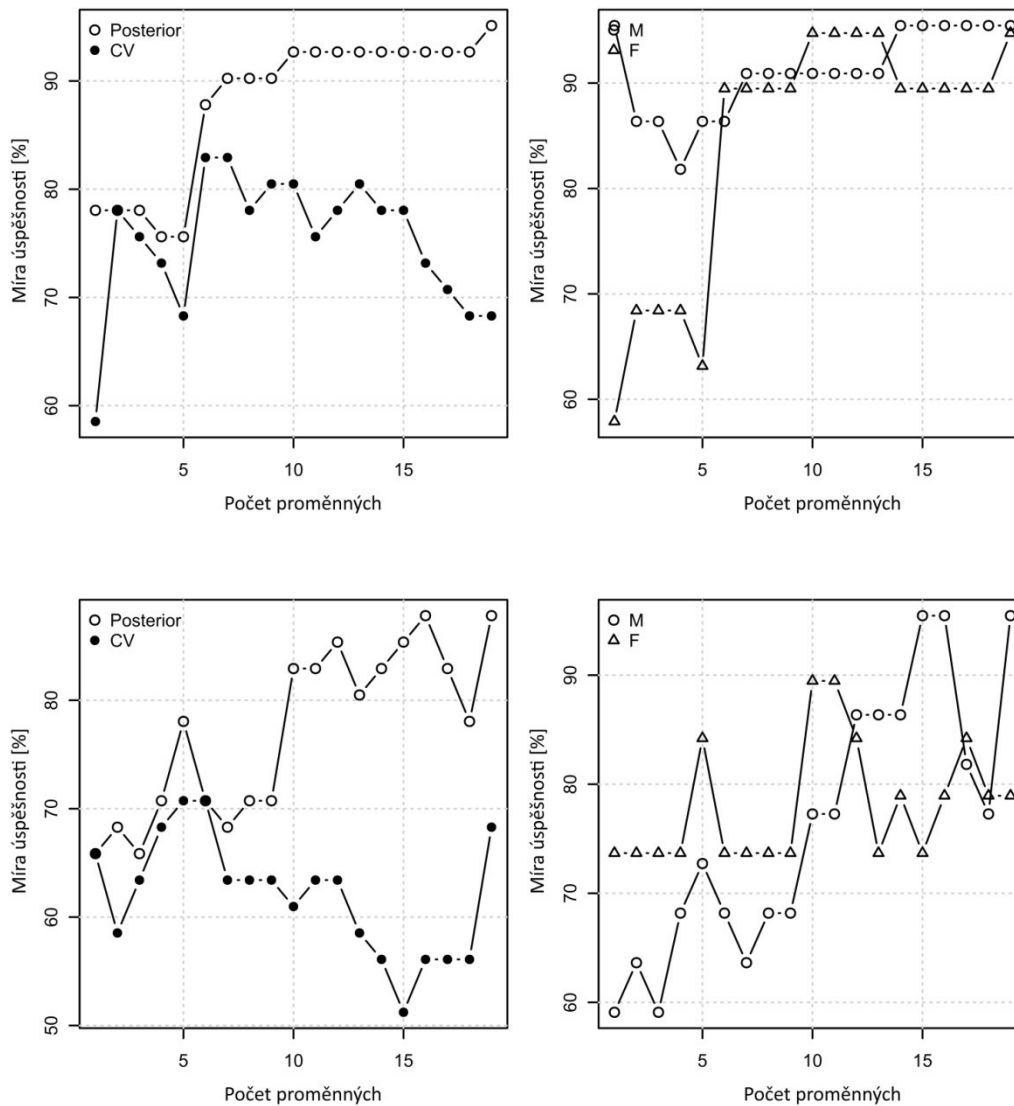 Posterior
CV
Míra úspěšnosti [%]
90
80
70
60
5 10 15
Počet proměnných
M
F
Míra úspěšnosti [%]
90
80
70
60
5 10 15
Počet proměnných
Posterior
CV
Míra úspěšnosti [%]
80
70
60
50
5 10 15
Počet proměnných
M
F
Míra úspěšnosti [%]
90
80
70
60
5 10 15
Počet proměnných